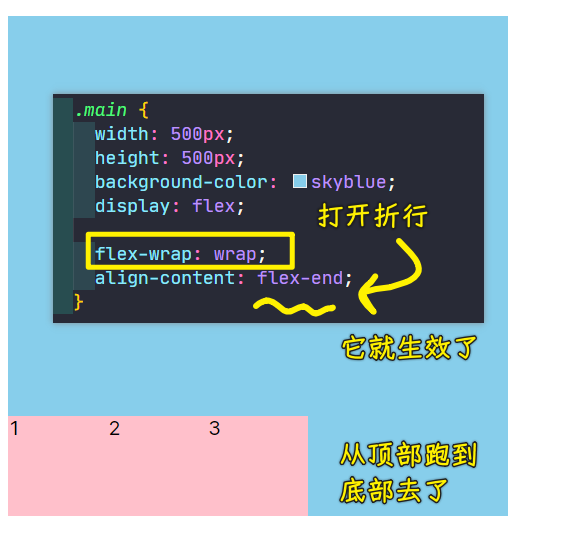 .main {
width: 500px;
height: 500px;
background-color: skyblue;
display: flex;
打开折行
flex-wrap: wrap;
align-content: flex-end;
}
它就生效了
1 2 3
从顶部跑到
底部去了